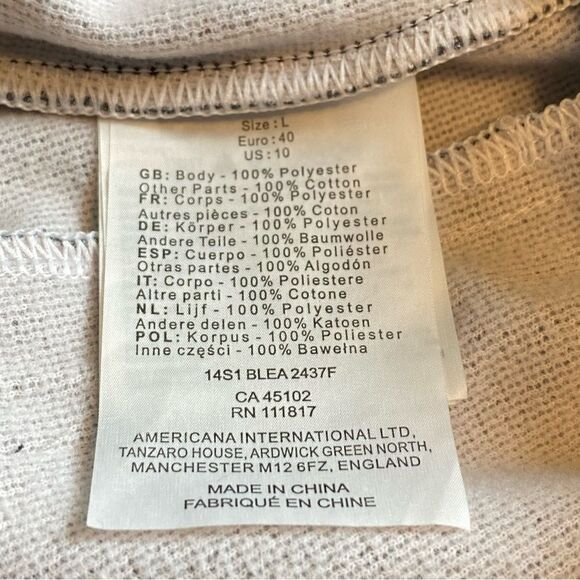 Size: L
Euro: 40
US: 10
GB: Body - 100% Polyester
Other Parts - 100% Cotton
FR: Corps - 100% Polyester
Autres pièces - 100% Coton
DE: Körper - 100% Polyester
Andere Teile - 100% Baumwolle
ESP: Cuerpo - 100% Poliéster
Otras partes - 100% Algodón
IT: Corpo - 100% Poliestere
Altre parti - 100% Cotone
NL: Lijf - 100% Polyester
Andere delen - 100% Katoen
POL: Korpus - 100% Poliester
Inne części - 100% Bawełna
14S1 BLEA 2437F
CA 45102
RN 111817
AMERICANA INTERNATIONAL LTD,
TANZARO HOUSE, ARDWICK GREEN NORTH,
MANCHESTER M12 6FZ, ENGLAND
MADE IN CHINA
FABRIQUÉ EN CHINE